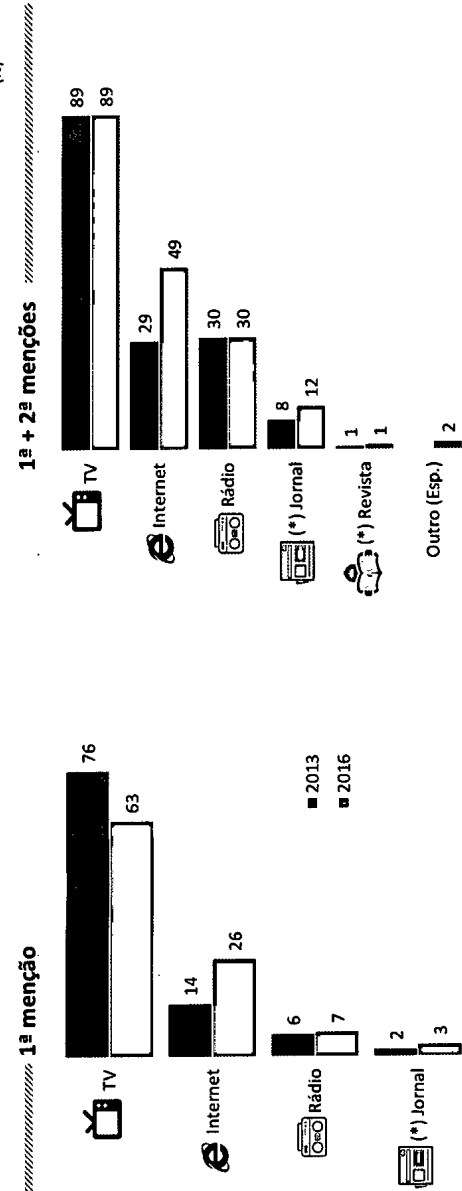 1ª menção
TV
76
63
Internet
14
26
Rádio
6
7
(*) Jornal
2
3
2013
2016
1ª + 2ª menções
TV
89
89
Internet
29
49
Rádio
30
30
(*) Jornal
8
12
(*) Revista
1
1
Outro (Esp.)
2